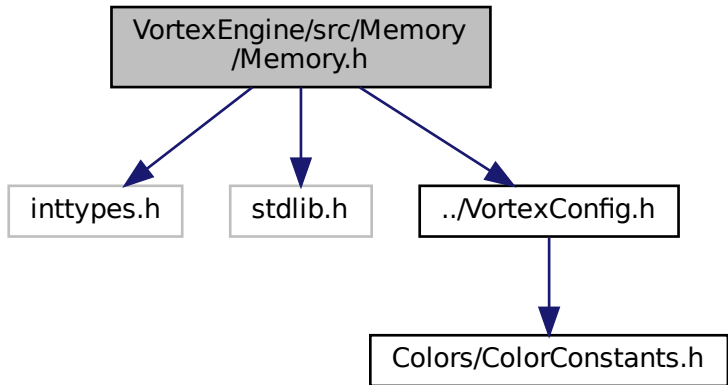 VortexEngine/src/Memory
/Memory.h
inttypes.h
stdlib.h
../VortexConfig.h
Colors/ColorConstants.h